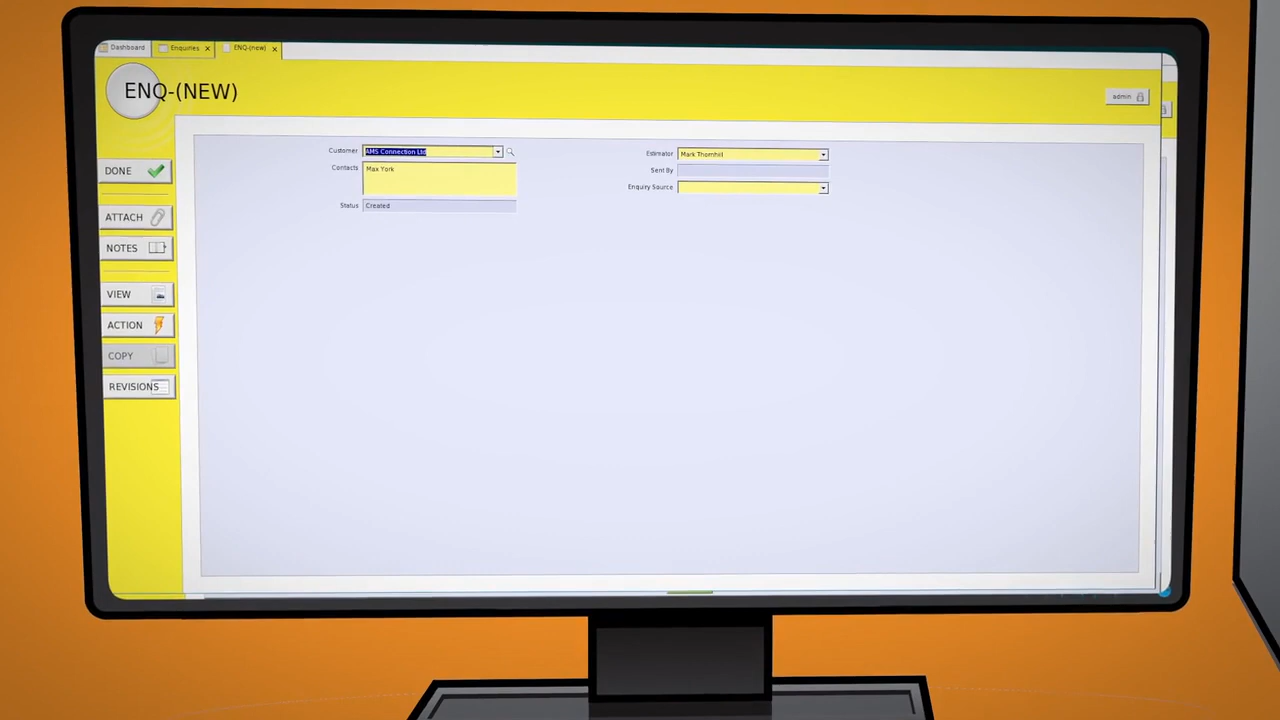 Dashboard Enquiries ENQ-(new)
ENQ-(NEW)
admin
Customer AMS Connection Ltd
Contacts Max York
Status Created
Estimator Mark Thornhill
Sent By
Enquiry Source
DONE
ATTACH
NOTES
VIEW
ACTION
COPY
REVISIONS